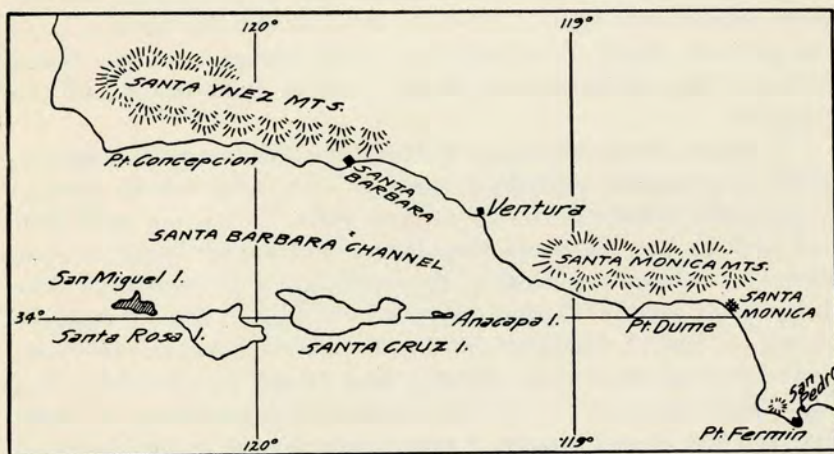 120°
119°
SANTA YNEZ MTS.
Pt. Concepcion
SANTA
BARBARA
Ventura
SANTA BARBARA CHANNEL
SANTA MONICA MTS.
San Miguel I.
SANTA
MONICA
34°
Santa Rosa I.
SANTA CRUZ I.
Anacapa I.
Pt. Dume
San
Pedro
120°
119°
Pt. Fermin